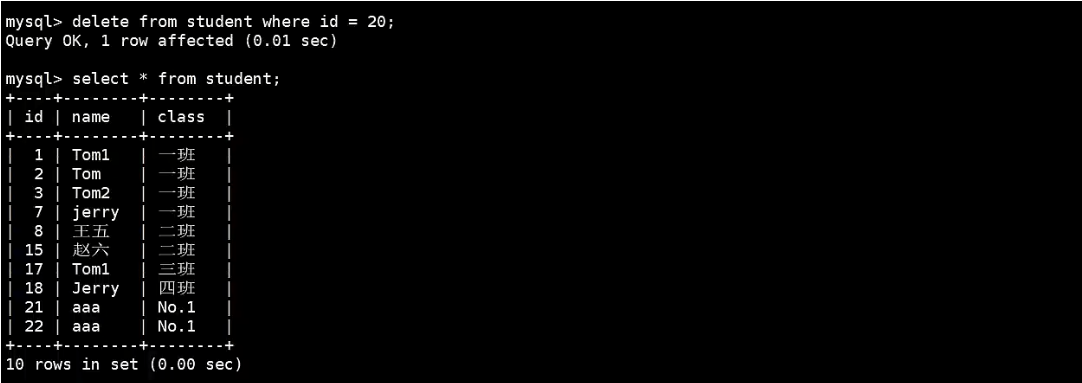 mysql> delete from student where id = 20;
Query OK, 1 row affected (0.01 sec)
mysql> select * from student;
+----+--------+--------+
| id | name   | class  |
+----+--------+--------+
|  1 | Tom1   | 一班   |
|  2 | Tom    | 一班   |
|  3 | Tom2   | 一班   |
|  7 | jerry  | 一班   |
|  8 | 王五   | 二班   |
| 15 | 赵六   | 二班   |
| 17 | Tom1   | 三班   |
| 18 | Jerry  | 四班   |
| 21 | aaa    | No.1   |
| 22 | aaa    | No.1   |
+----+--------+--------+
10 rows in set (0.00 sec)